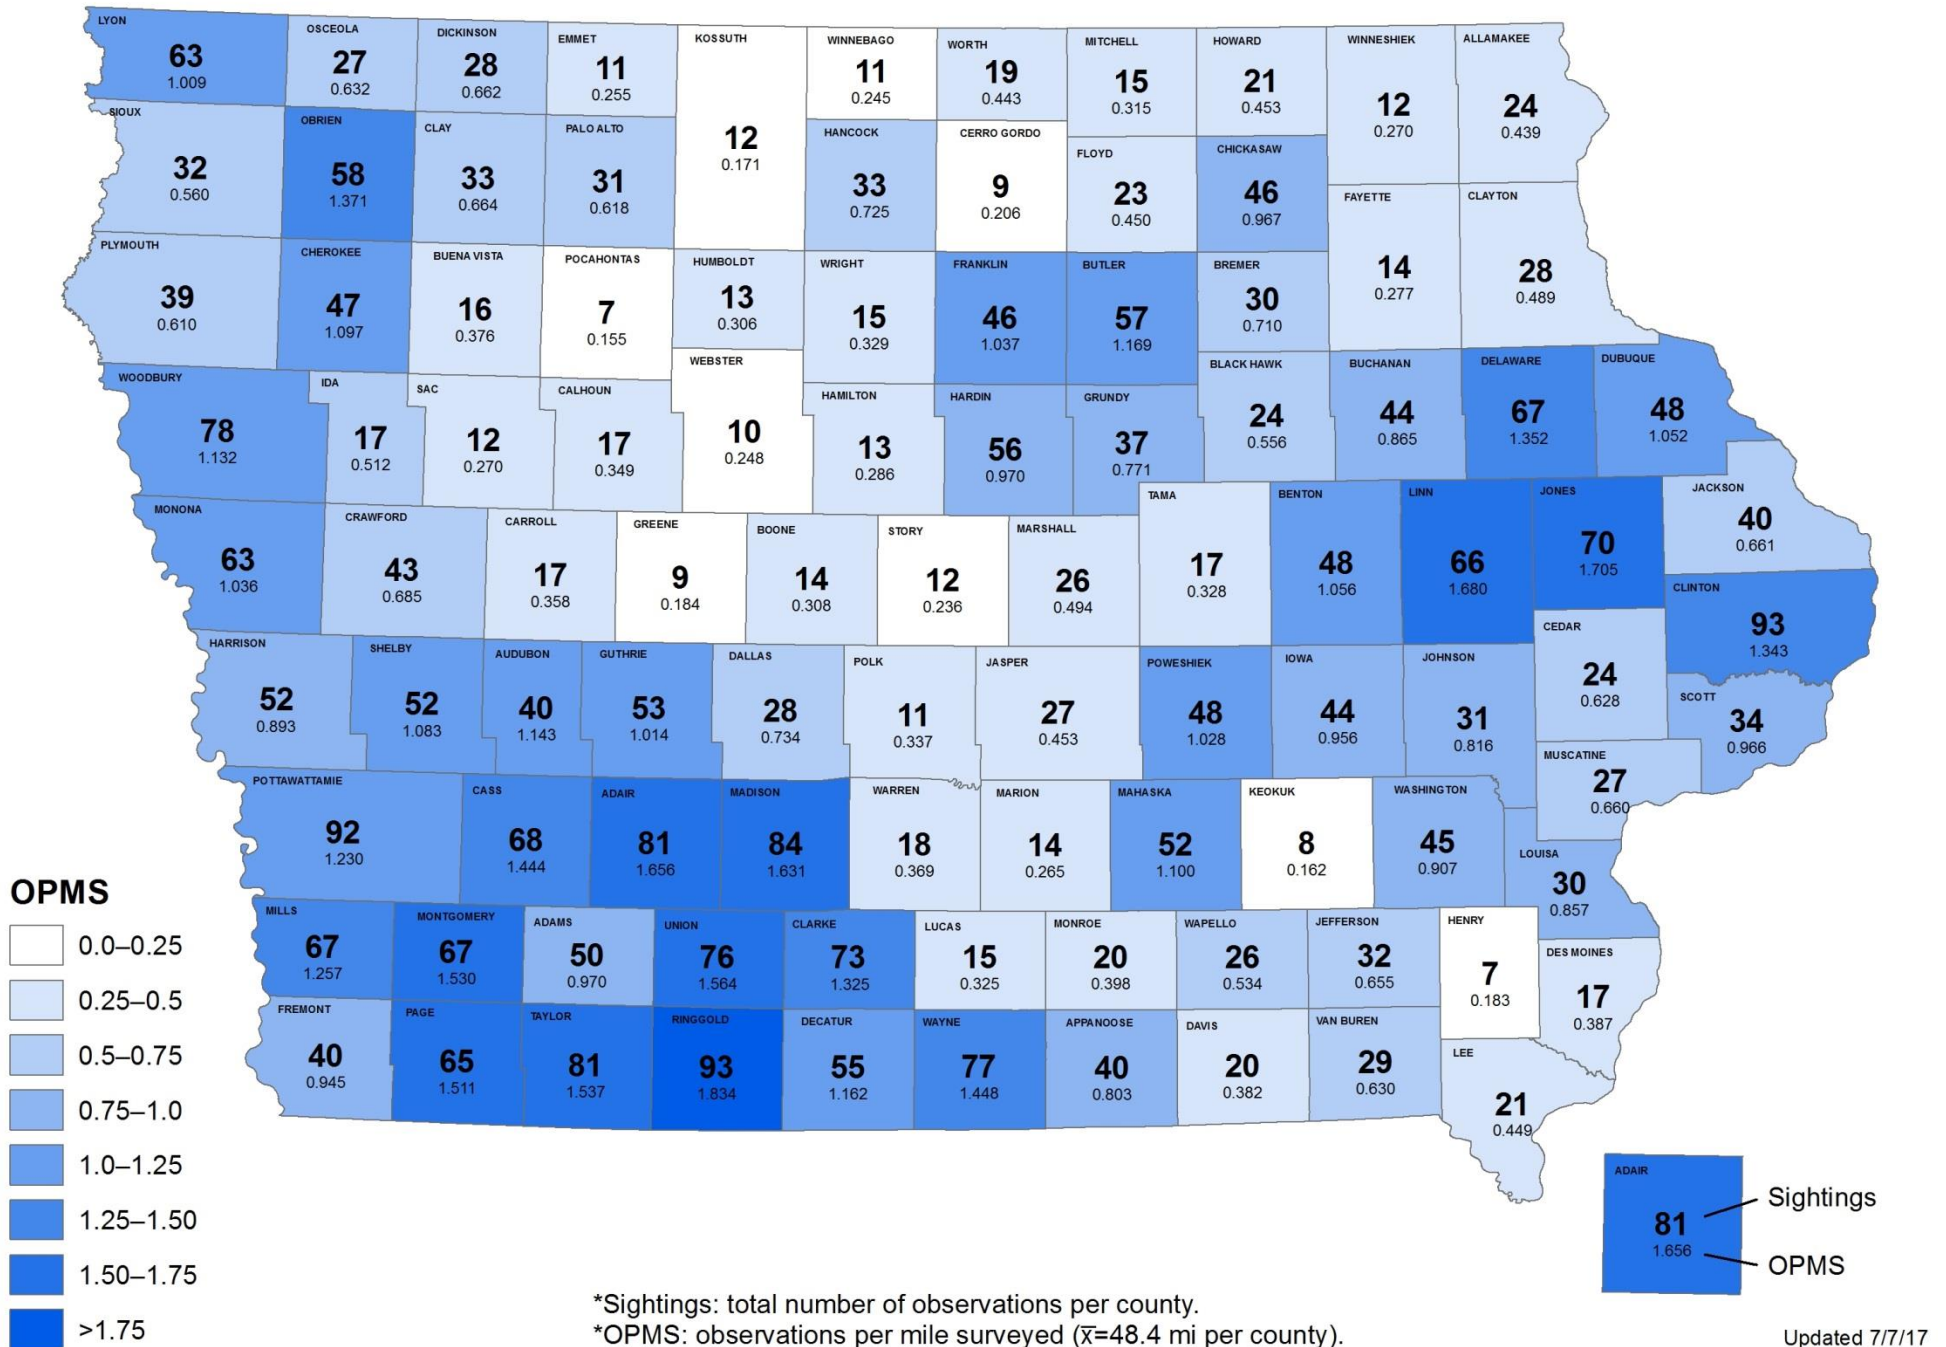 LYON
63
1.009
OSCEOLA
27
0.632
DICKINSON
28
0.662
EMMET
11
0.255
KOSSUTH
12
0.171
WINNEBAGO
11
0.245
WORTH
19
0.443
MITCHELL
15
0.315
HOWARD
21
0.453
WINNESHIEK
12
0.270
ALLAMAKEE
24
0.439
SIOUX
32
0.560
OBRIEN
58
1.371
CLAY
33
0.664
PALO ALTO
31
0.618
HANCOCK
33
0.725
CERRO GORDO
9
0.206
FLOYD
23
0.450
CHICKASAW
46
0.967
FAYETTE
14
0.277
CLAYTON
28
0.489
PLYMOUTH
39
0.610
CHEROKEE
47
1.097
BUENA VISTA
16
0.376
POCAHONTAS
7
0.155
HUMBOLDT
13
0.306
WRIGHT
15
0.329
FRANKLIN
46
1.037
BUTLER
57
1.169
BREMER
30
0.710
WOODBURY
78
1.132
IDA
17
0.512
SAC
12
0.270
CALHOUN
17
0.349
WEBSTER
10
0.248
HAMILTON
13
0.286
HARDIN
56
0.970
GRUNDY
37
0.771
BLACK HAWK
24
0.556
BUCHANAN
44
0.865
DELAWARE
67
1.352
DUBUQUE
48
1.052
MONONA
63
1.036
CRAWFORD
43
0.685
CARROLL
17
0.358
GREENE
9
0.184
BOONE
14
0.308
STORY
12
0.236
MARSHALL
26
0.494
TAMA
17
0.328
BENTON
48
1.056
LINN
66
1.680
JONES
70
1.705
JACKSON
40
0.661
CLINTON
93
1.343
HARRISON
52
0.893
SHELBY
52
1.083
AUDUBON
40
1.143
GUTHRIE
53
1.014
DALLAS
28
0.734
POLK
11
0.337
JASPER
27
0.453
POWESHIEK
48
1.028
IOWA
44
0.956
JOHNSON
31
0.816
CEDAR
24
0.628
SCOTT
34
0.966
MUSCATINE
27
0.660
POTTAWATTAMIE
92
1.230
CASS
68
1.444
ADAIR
81
1.656
MADISON
84
1.631
WARREN
18
0.369
MARION
14
0.265
MAHASKA
52
1.100
KEOKUK
8
0.162
WASHINGTON
45
0.907
LOUISA
30
0.857
MILLS
67
1.257
MONTGOMERY
67
1.530
ADAMS
50
0.970
UNION
76
1.564
CLARKE
73
1.325
LUCAS
15
0.325
MONROE
20
0.398
WAPELLO
26
0.534
JEFFERSON
32
0.655
HENRY
7
0.183
DES MOINES
17
0.387
FREMONT
40
0.945
PAGE
65
1.511
TAYLOR
81
1.537
RINGGOLD
93
1.834
DECATUR
55
1.162
WAYNE
77
1.448
APPANOOSE
40
0.803
DAVIS
20
0.382
VAN BUREN
29
0.630
LEE
21
0.449
OPMS
0.0–0.25
0.25–0.5
0.5–0.75
0.75–1.0
1.0–1.25
1.25–1.50
1.50–1.75
>1.75
ADAIR
81
1.656
Sightings
OPMS
*Sightings: total number of observations per county.
*OPMS: observations per mile surveyed (x̅=48.4 mi per county).
Updated 7/7/17